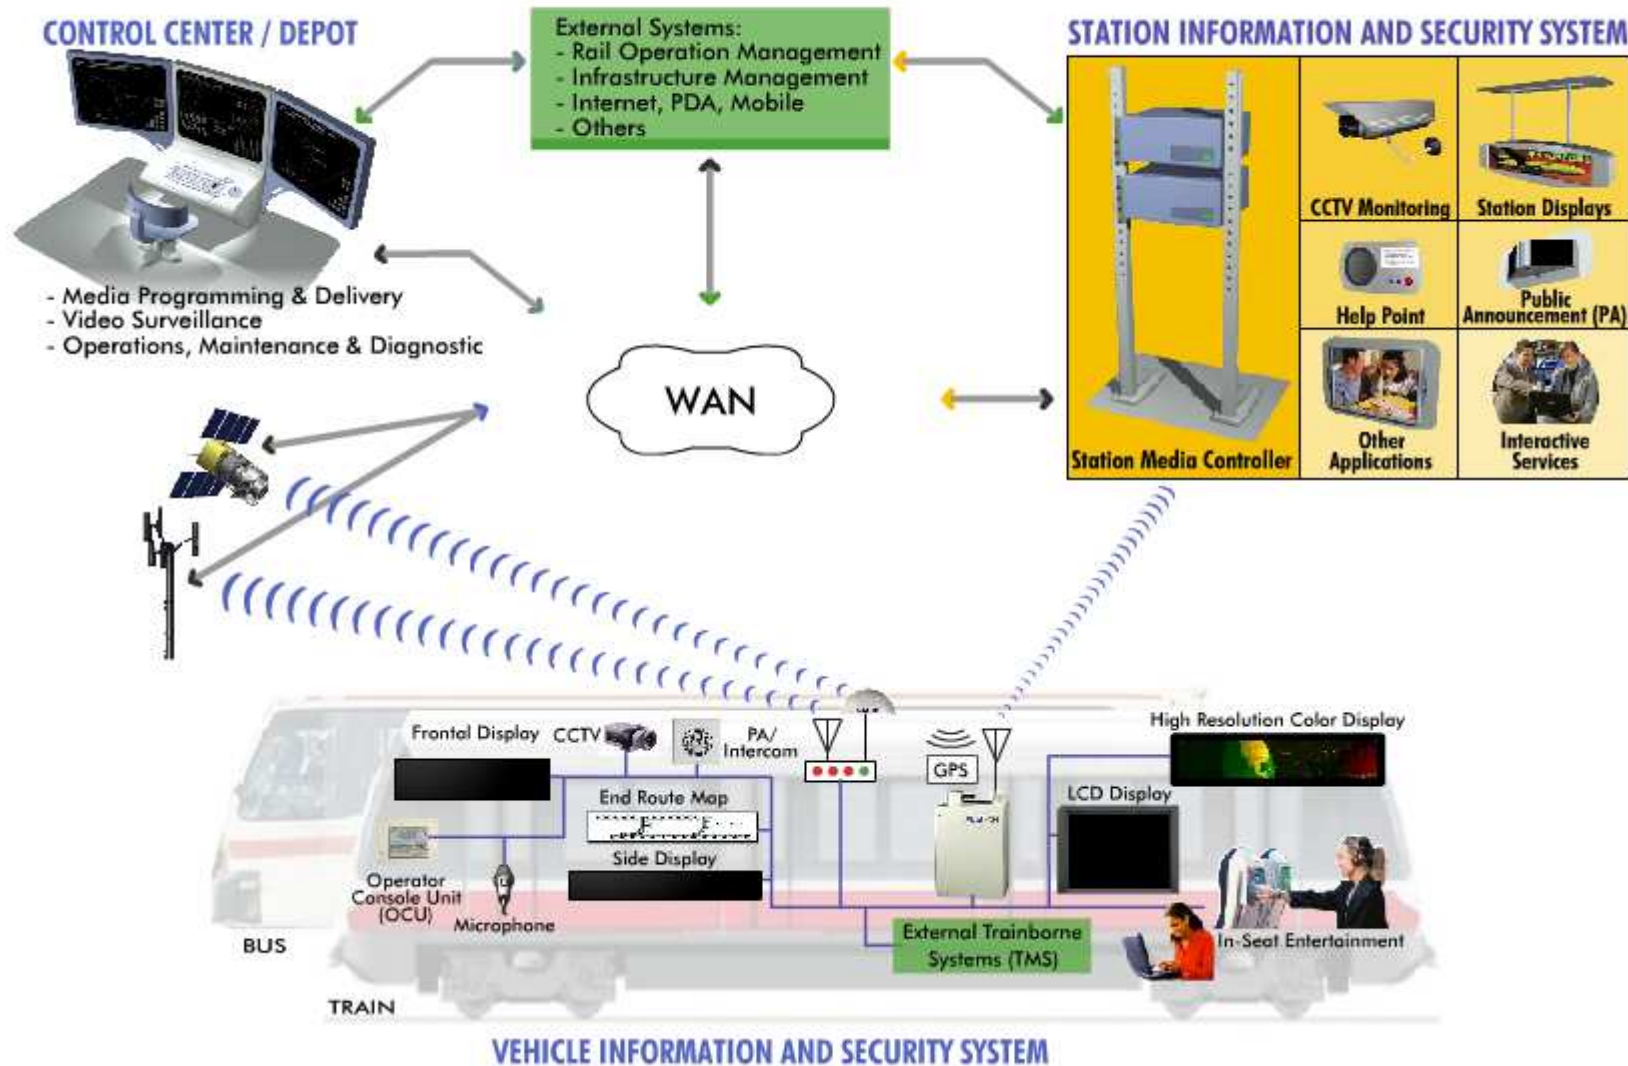 CONTROL CENTER / DEPOT
- Media Programming & Delivery
- Video Surveillance
- Operations, Maintenance & Diagnostic
External Systems:
- Rail Operation Management
- Infrastructure Management
- Internet, PDA, Mobile
- Others
STATION INFORMATION AND SECURITY SYSTEM
Station Media Controller
CCTV Monitoring
Station Displays
Help Point
Public
Announcement (PA)
Other
Applications
Interactive
Services
WAN
Frontal Display
CCTV
PA/
Intercom
GPS
High Resolution Color Display
End Route Map
LCD Display
Side Display
Operator
Console Unit
(OCU)
Microphone
External Trainborne
Systems (TMS)
In-Seat Entertainment
BUS
TRAIN
VEHICLE INFORMATION AND SECURITY SYSTEM